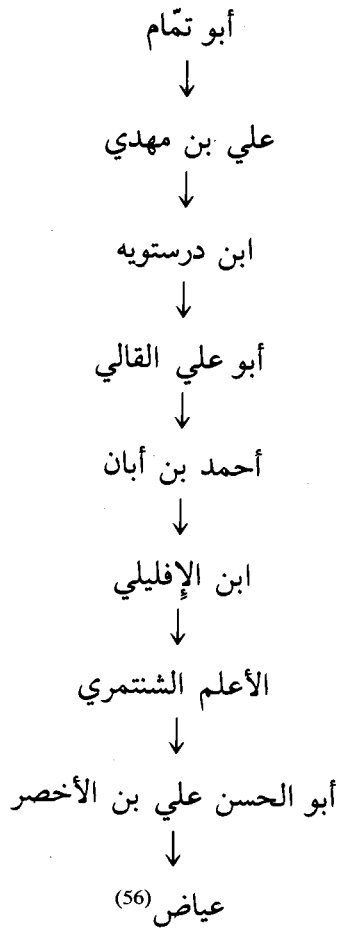 أبو تمّام
علي بن مهدي
ابن درستويه
أبو علي القالي
أحمد بن أبان
ابن الإفليلي
الأعلم الشنتمري
أبو الحسن علي بن الأخصر
عياض(56)